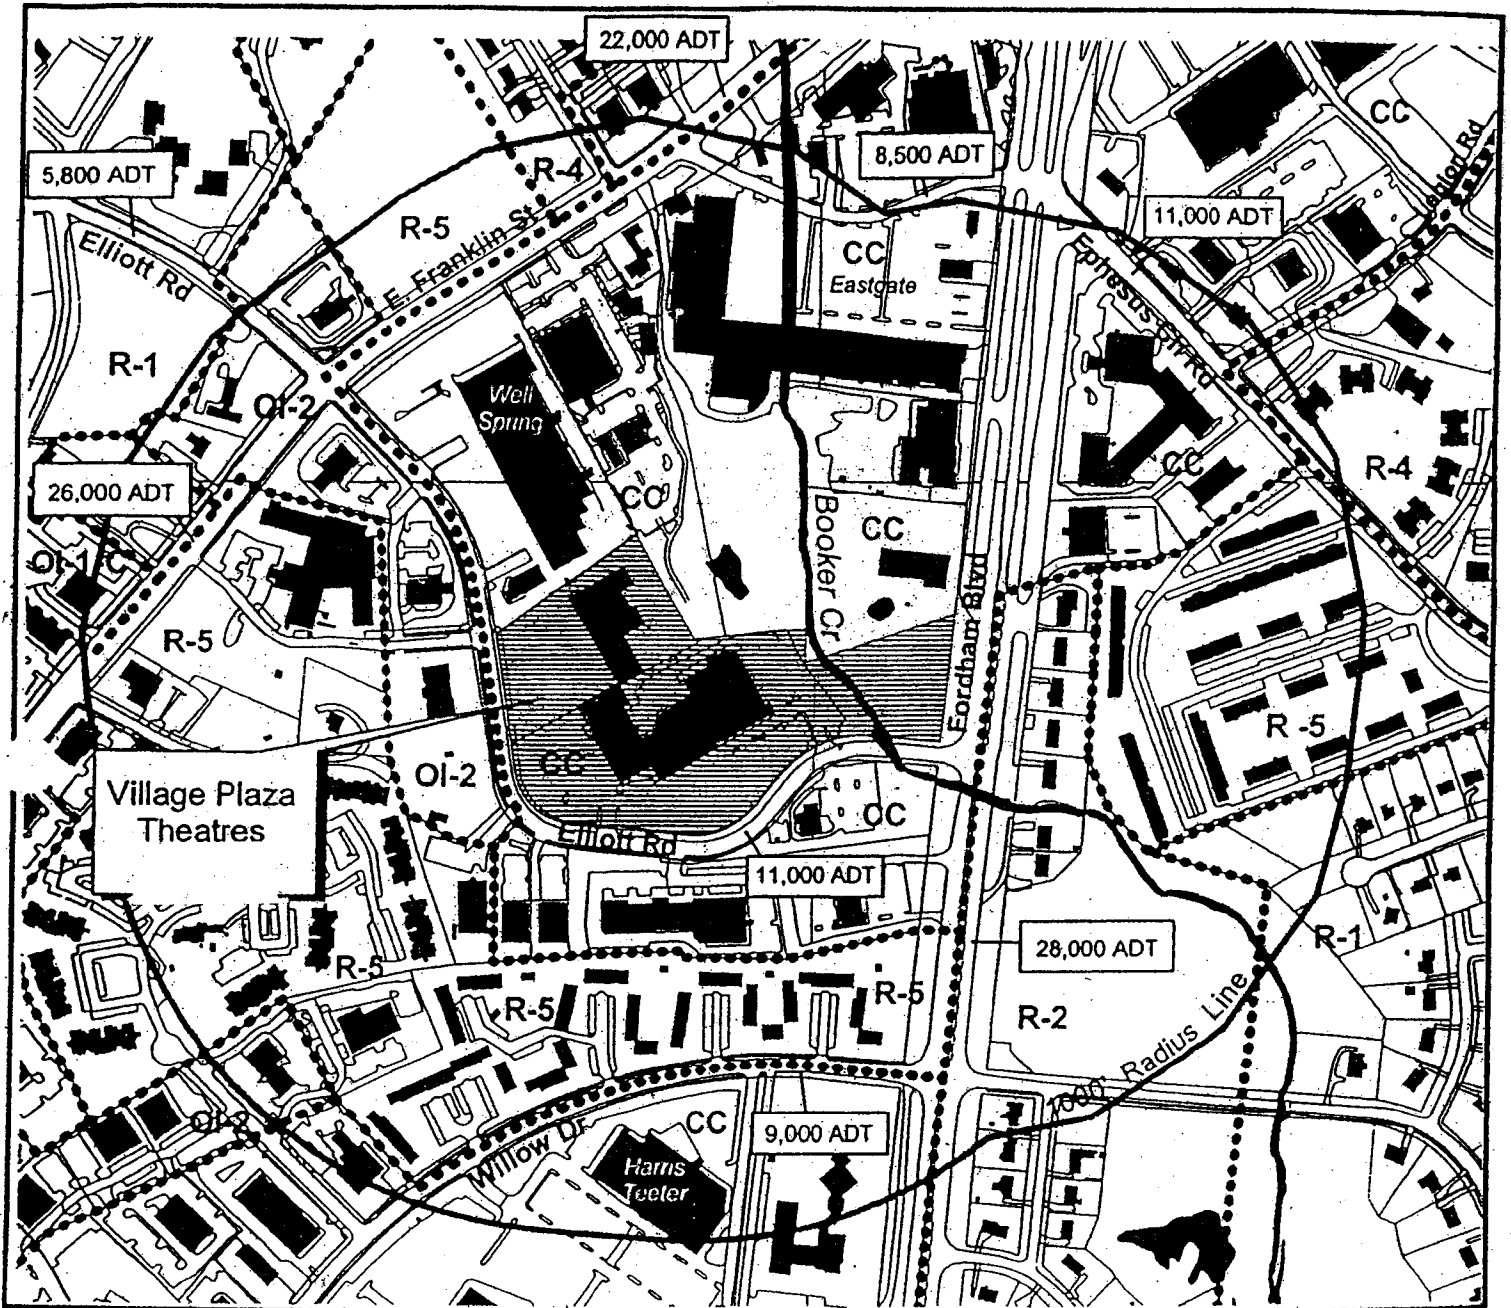 22,000 ADT
CC
5,800 ADT
R-4
8,500 ADT
Legion Rd
R-5
11,000 ADT
Elliott Rd
E. Franklin St
CC
Eastgate
Ephesus Ch Rd
R-1
OI-2
Well
Spring
CC
R-4
26,000 ADT
CC
CC
Booker Cr
OI-1/C
R-5
Fordham Blvd
R -5
CC
OI-2
Village Plaza
Theatres
CC
Elliott Rd
11,000 ADT
28,000 ADT
R-1
R-5
R-5
R-5
R-2
1000' Radius Line
CC
9,000 ADT
Willow Dr
Harris
Teeter